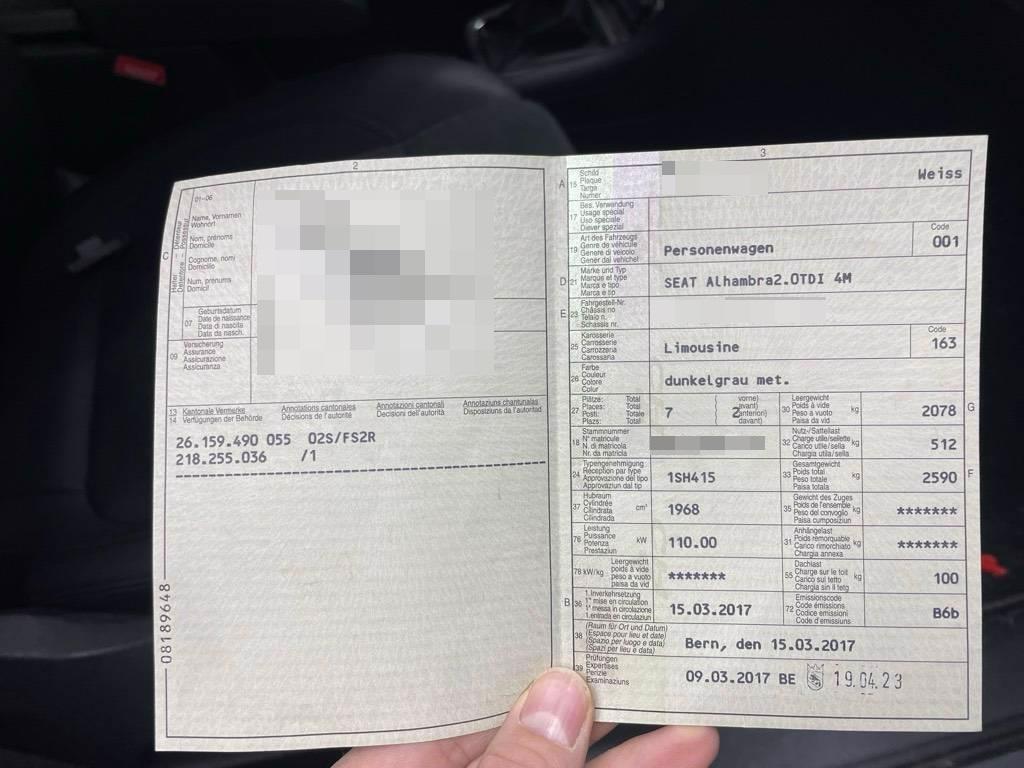 2
01–06
Name, Vornamen
Wohnort
Nom, prénoms
Domicile
Cognome, nomi
Domicilio
Num, prenums
Domicil
C
Halter – Détenteur
Detentore – Possessur
07
Geburtsdatum
Date de naissance
Data di nascita
Data da nasch.
09
Versicherung
Assurance
Assicurazione
Assicuranza
13 Kantonale Vermerke Annotations cantonales Annotazioni cantonali Annotaziuns chantunalas
14 Verfügungen der Behörde Décisions de l'autorité Decisioni dell'autorità Disposiziuns da l'autoritad
26.159.490 055 02S/FS2R
218.255.036 /1
08189648
3
A 15 Schild
Plaque
Targa
Numer
Weiss
17 Bes. Verwendung
Usage spécial
Uso speciale
Diever spezial
19 Art des Fahrzeugs
Genre de véhicule
Genere di veicolo
Gener dal vehichel
Personenwagen
Code
001
D 21 Marke und Typ
Marque et type
Marca e tipo
Marca e tip
SEAT Alhambra2.0TDI 4M
E 23 Fahrgestell-Nr.
Châssis no
Telaio n.
Schassis nr.
25 Karosserie
Carrosserie
Carrozzeria
Carossaria
Limousine
Code
163
26 Farbe
Couleur
Colore
Colur
dunkelgrau met.
27 Plätze: Total
Places: Total
Posti: Totale
Plazs: Total
7
vorne)
avant)
anteriori)
davant)
2
30 Leergewicht
Poids à vide
Peso a vuoto
Paisa da vid
kg
2078 G
18 Stammnummer
N° matricule
N. di matricola
Nr. da matricla
32 Nutz-/Sattellast
Charge utile/sellette
Carico utile/sella
Chargia utila/sella
kg
512
24 Typengenehmigung
Réception par type
Approvazione del tipo
Approvaziun dal tip
1SH415
33 Gesamtgewicht
Poids total
Peso totale
Paisa totala
kg
2590 F
37 Hubraum
Cylindrée
Cilindrata
Cilindrada
cm³
1968
35 Gewicht des Zuges
Poids de l'ensemble
Peso del convoglio
Paisa cumposiziun
kg
*******
76 Leistung
Puissance
Potenza
Prestaziun
kW
110.00
31 Anhängelast
Poids remorquable
Carico rimorchiato
Chargia annexa
kg
*******
78 kW/kg
Leergewicht
poids à vide
peso a vuoto
paisa da vid
*******
55 Dachlast
Charge sur le toit
Carico sul tetto
Chargia sin il tetg
kg
100
B 36 1. Inverkehrsetzung
1re mise en circulation
1a messa in circolazione
1. entrada en circulaziun
15.03.2017
72 Emissionscode
Code émissions
Codice emissioni
Code d'emissiuns
B6b
38 (Raum für Ort und Datum)
(Espace pour lieu et date)
(Spazio per luogo e data)
(Spazi per lieu e data)
Bern, den 15.03.2017
39 Prüfungen
Expertises
Perizie
Examinaziuns
09.03.2017 BE 19.04.23